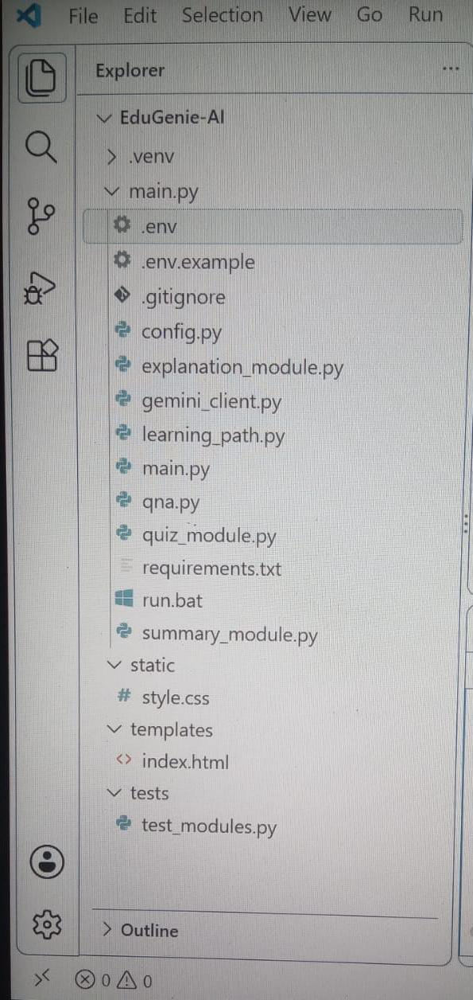 File Edit Selection View Go Run
Explorer
EduGenie-AI
.venv
main.py
.env
.env.example
.gitignore
config.py
explanation_module.py
gemini_client.py
learning_path.py
main.py
qna.py
quiz_module.py
requirements.txt
run.bat
summary_module.py
static
# style.css
templates
<> index.html
tests
test_modules.py
Outline
0 0